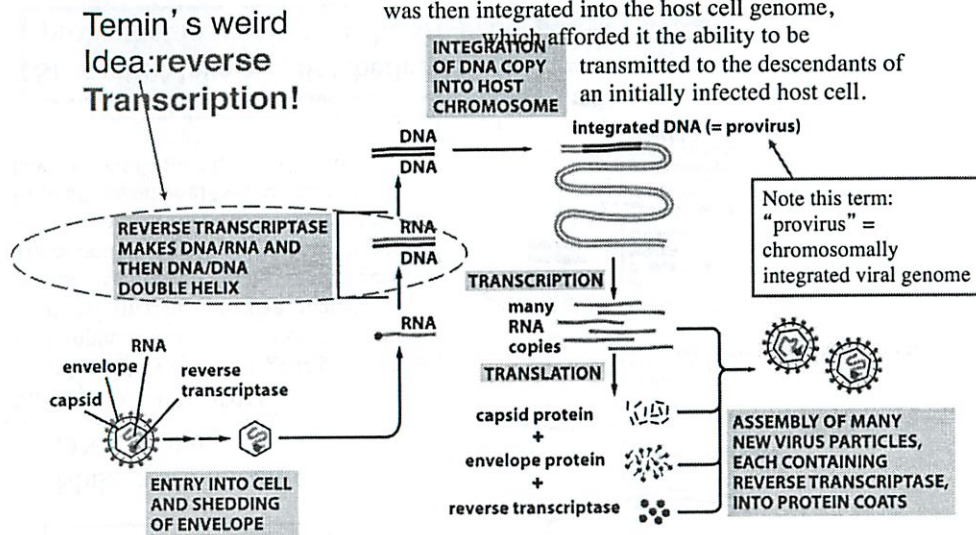 Temin's weird
Idea:reverse
Transcription!
was then integrated into the host cell genome,
which afforded it the ability to be
transmitted to the descendants of
an initially infected host cell.
INTEGRATION
OF DNA COPY
INTO HOST
CHROMOSOME
integrated DNA (= provirus)
DNA
DNA
Note this term:
"provirus" =
chromosomally
integrated viral genome
REVERSE TRANSCRIPTASE
MAKES DNA/RNA AND
THEN DNA/DNA
DOUBLE HELIX
RNA
DNA
RNA
TRANSCRIPTION
many
RNA
copies
TRANSLATION
capsid protein
+
envelope protein
+
reverse transcriptase
RNA
envelope
capsid
reverse
transcriptase
ENTRY INTO CELL
AND SHEDDING
OF ENVELOPE
ASSEMBLY OF MANY
NEW VIRUS PARTICLES,
EACH CONTAINING
REVERSE TRANSCRIPTASE,
INTO PROTEIN COATS